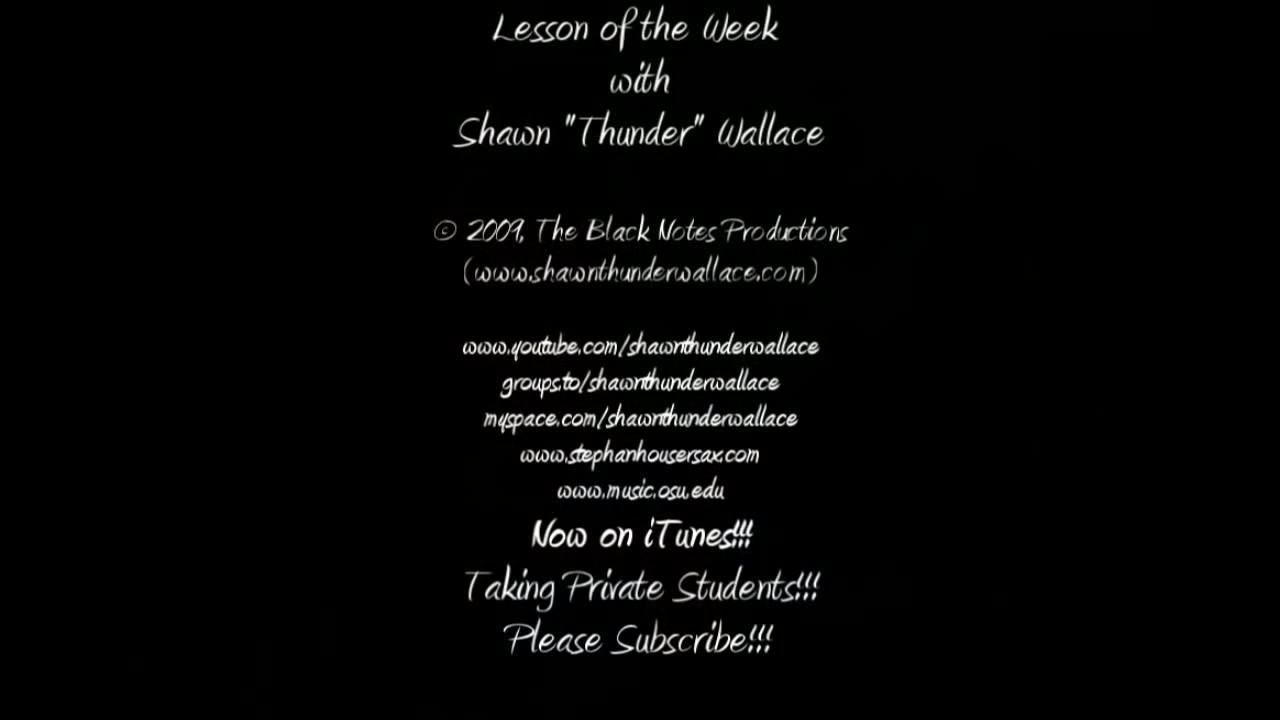 Lesson of the Week
with
Shawn "Thunder" Wallace
© 2009, The Black Notes Productions
(www.shawnthunderwallace.com)
www.youtube.com/shawnthunderwallace
groups.to/shawnthunderwallace
myspace.com/shawnthunderwallace
www.stephanhousersax.com
www.music.osu.edu
Now on iTunes!!!
Taking Private Students!!!
Please Subscribe!!!